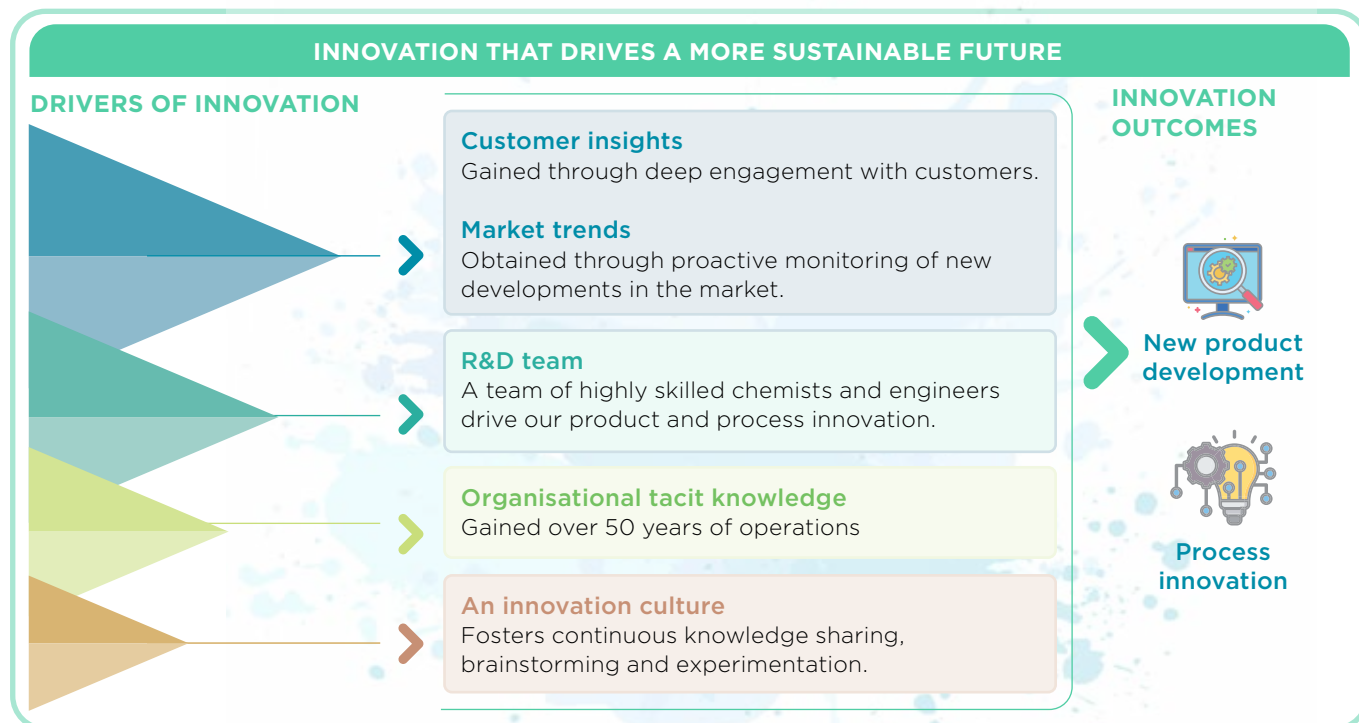 INNOVATION THAT DRIVES A MORE SUSTAINABLE FUTURE
DRIVERS OF INNOVATION
Customer insights
Gained through deep engagement with customers.
Market trends
Obtained through proactive monitoring of new
developments in the market.
R&D team
A team of highly skilled chemists and engineers
drive our product and process innovation.
Organisational tacit knowledge
Gained over 50 years of operations
An innovation culture
Fosters continuous knowledge sharing,
brainstorming and experimentation.
INNOVATION
OUTCOMES
New product
development
Process
innovation